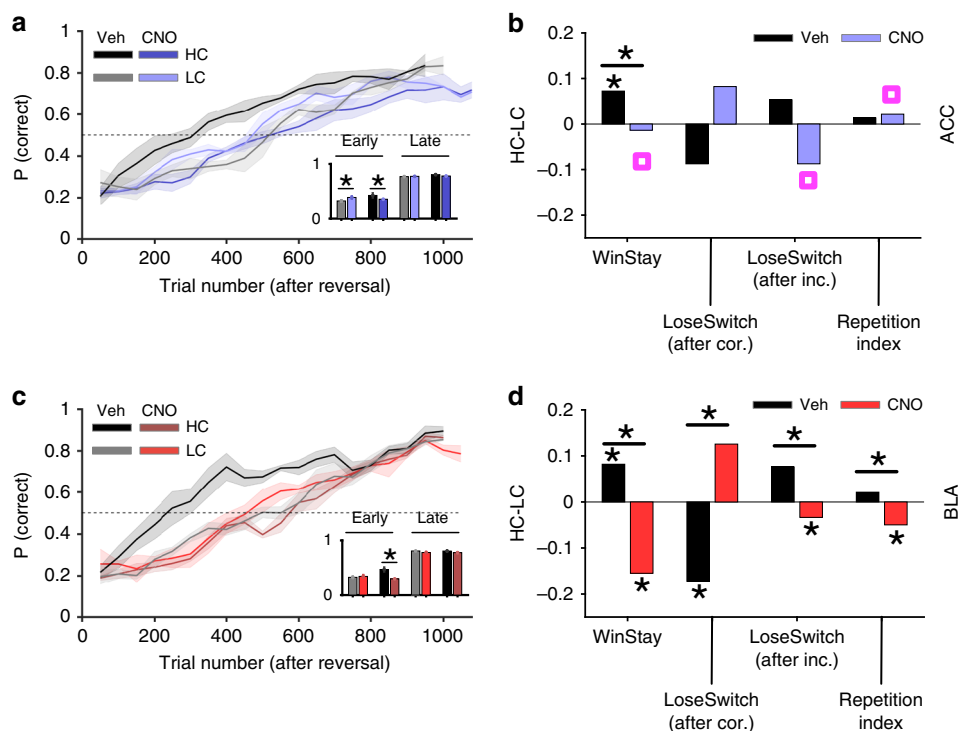 a
Veh CNO
HC
LC
P (correct)
1
0.8
0.6
0.4
0.2
0
0 200 400 600 800 1000
Trial number (after reversal)
Early Late
1
0
* *
b
Veh CNO
HC-LC
0.2
0.1
0
−0.1
−0.2
*
*
ACC
WinStay
LoseSwitch
(after cor.)
LoseSwitch
(after inc.)
Repetition
index
c
Veh CNO
HC
LC
P (correct)
1
0.8
0.6
0.4
0.2
0
0 200 400 600 800 1000
Trial number (after reversal)
Early Late
1
0
*
d
Veh CNO
HC-LC
0.2
0.1
0
−0.1
−0.2
* * * *
* * * * *
BLA
WinStay
LoseSwitch
(after cor.)
LoseSwitch
(after inc.)
Repetition
index